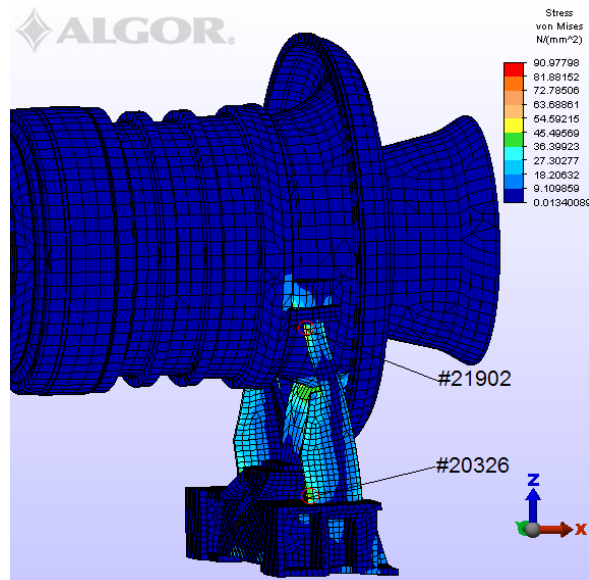 ALGOR®
Stress
von Mises
N/(mm^2)
90.97798
81.88152
72.78506
63.68861
54.59215
45.49569
36.39923
27.30277
18.20632
9.109859
0.01340089
#21902
#20326
Z
Y
X